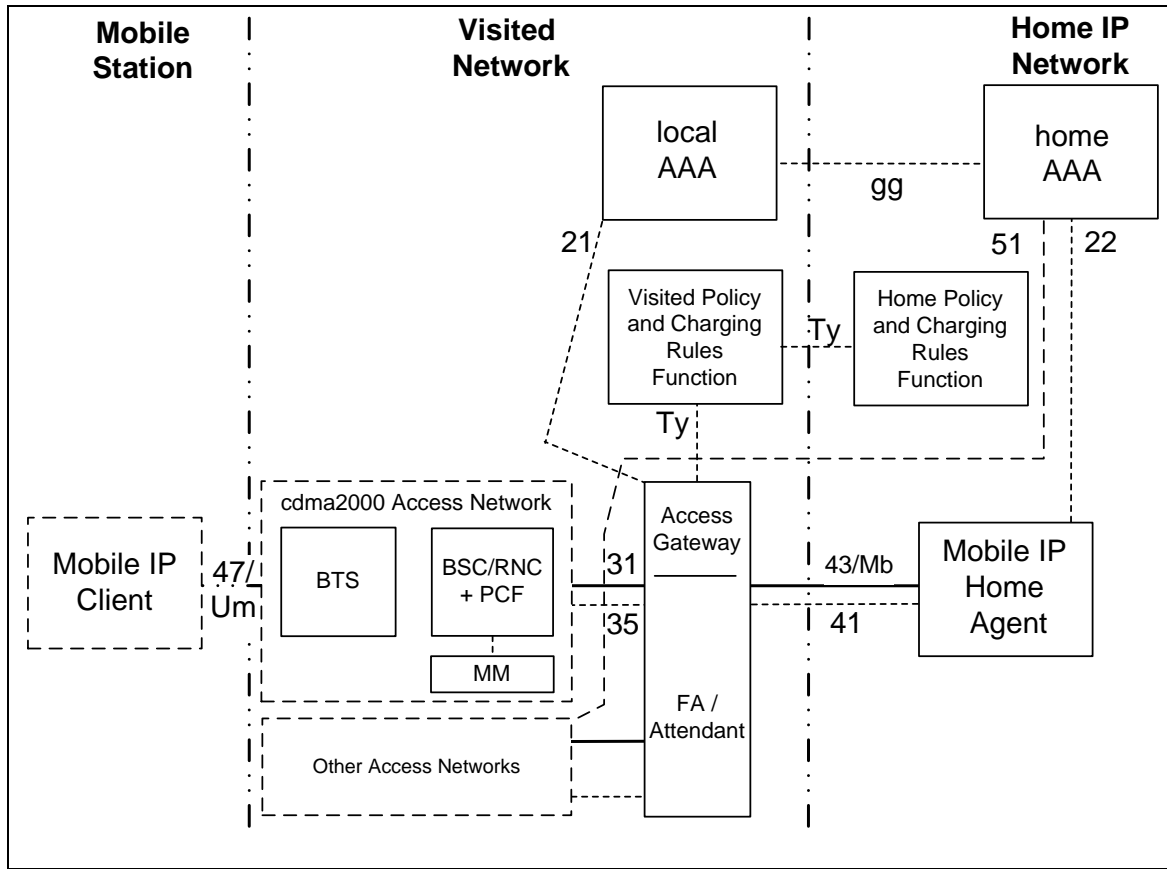 Mobile
Station
Visited
Network
Home IP
Network
local
AAA
home
AAA
gg
21
51
22
Visited Policy
and Charging
Rules
Function
Ty
Home Policy
and Charging
Rules
Function
Ty
cdma2000 Access Network
BTS
BSC/RNC
+ PCF
MM
Mobile IP
Client
47/
Um
31
35
Access
Gateway
FA /
Attendant
43/Mb
41
Mobile IP
Home
Agent
Other Access Networks